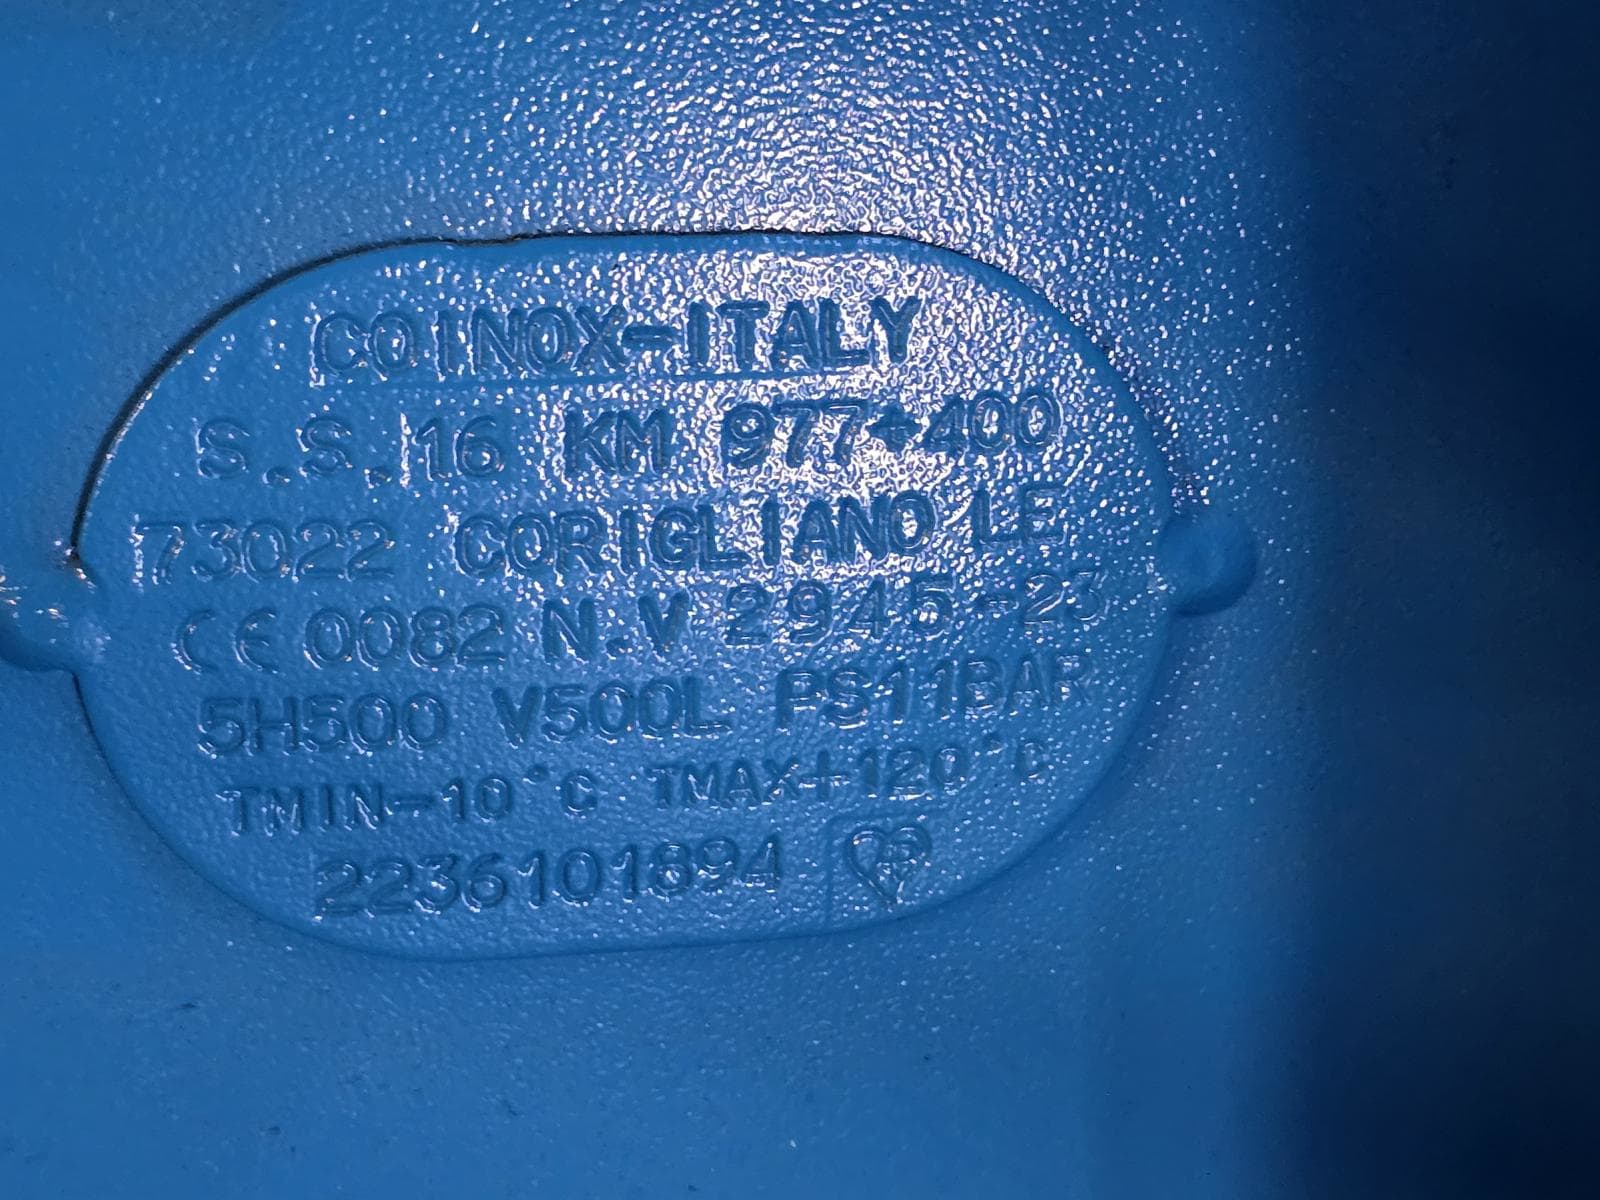 COINOX-ITALY
S.S.16 KM 977+400
73022 CORIGLIANO LE
CE 0082 N.V 2945-23
5H500 V500L PS11BAR
TMIN-10°C TMAX+120°C
2236101894